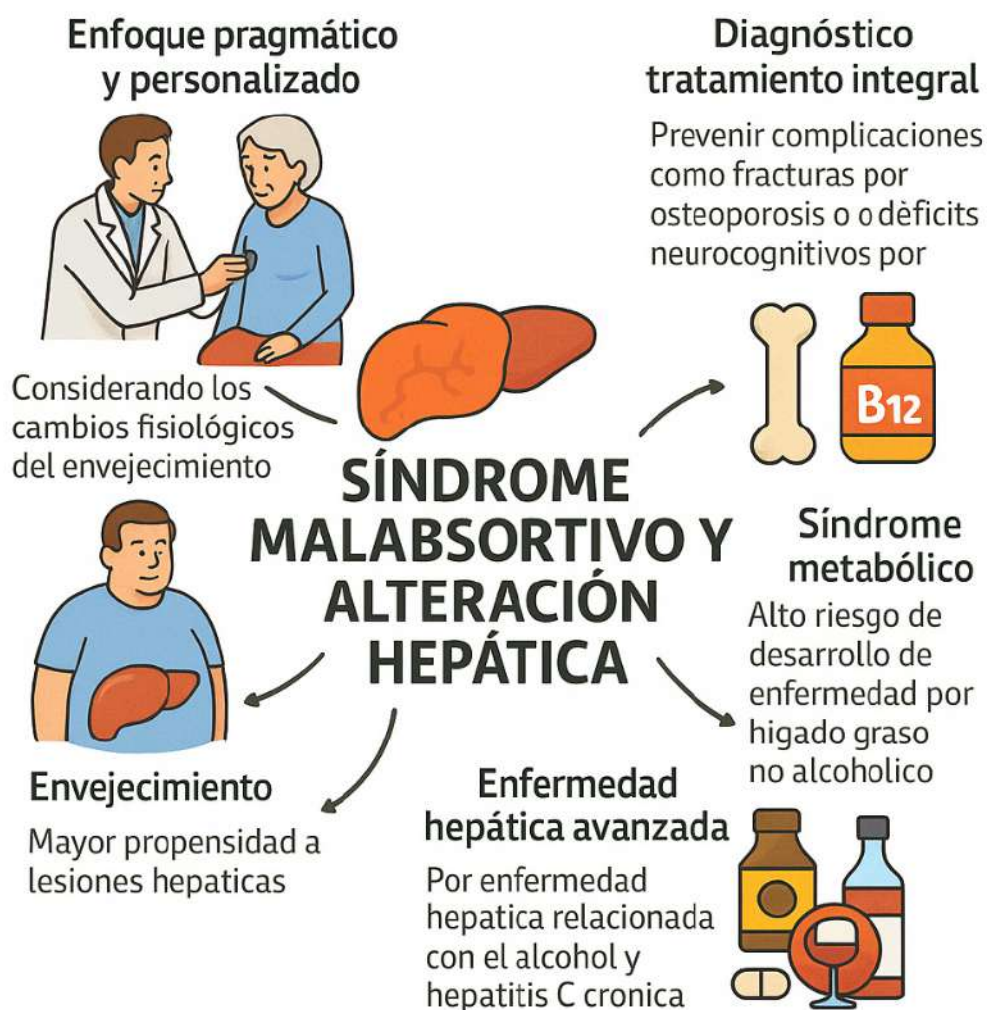 Enfoque pragmático
y personalizado
Considerando los
cambios fisiológicos
del envejecimiento
Diagnóstico
tratamiento integral
Prevenir complicaciones
como fracturas por
osteoporosis o o dèficits
neurocognitivos por
B12
SÍNDROME
MALABSORTIVO Y
ALTERACIÓN
HEPÁTICA
Síndrome
metabólico
Alto riesgo de
desarrollo de
enfermedad por
higado graso
no alcoholico
Envejecimiento
Mayor propensidad a
lesiones hepaticas
Enfermedad
hepática avanzada
Por enfermedad
hepatica relacionada
con el alcohol y
hepatitis C cronica